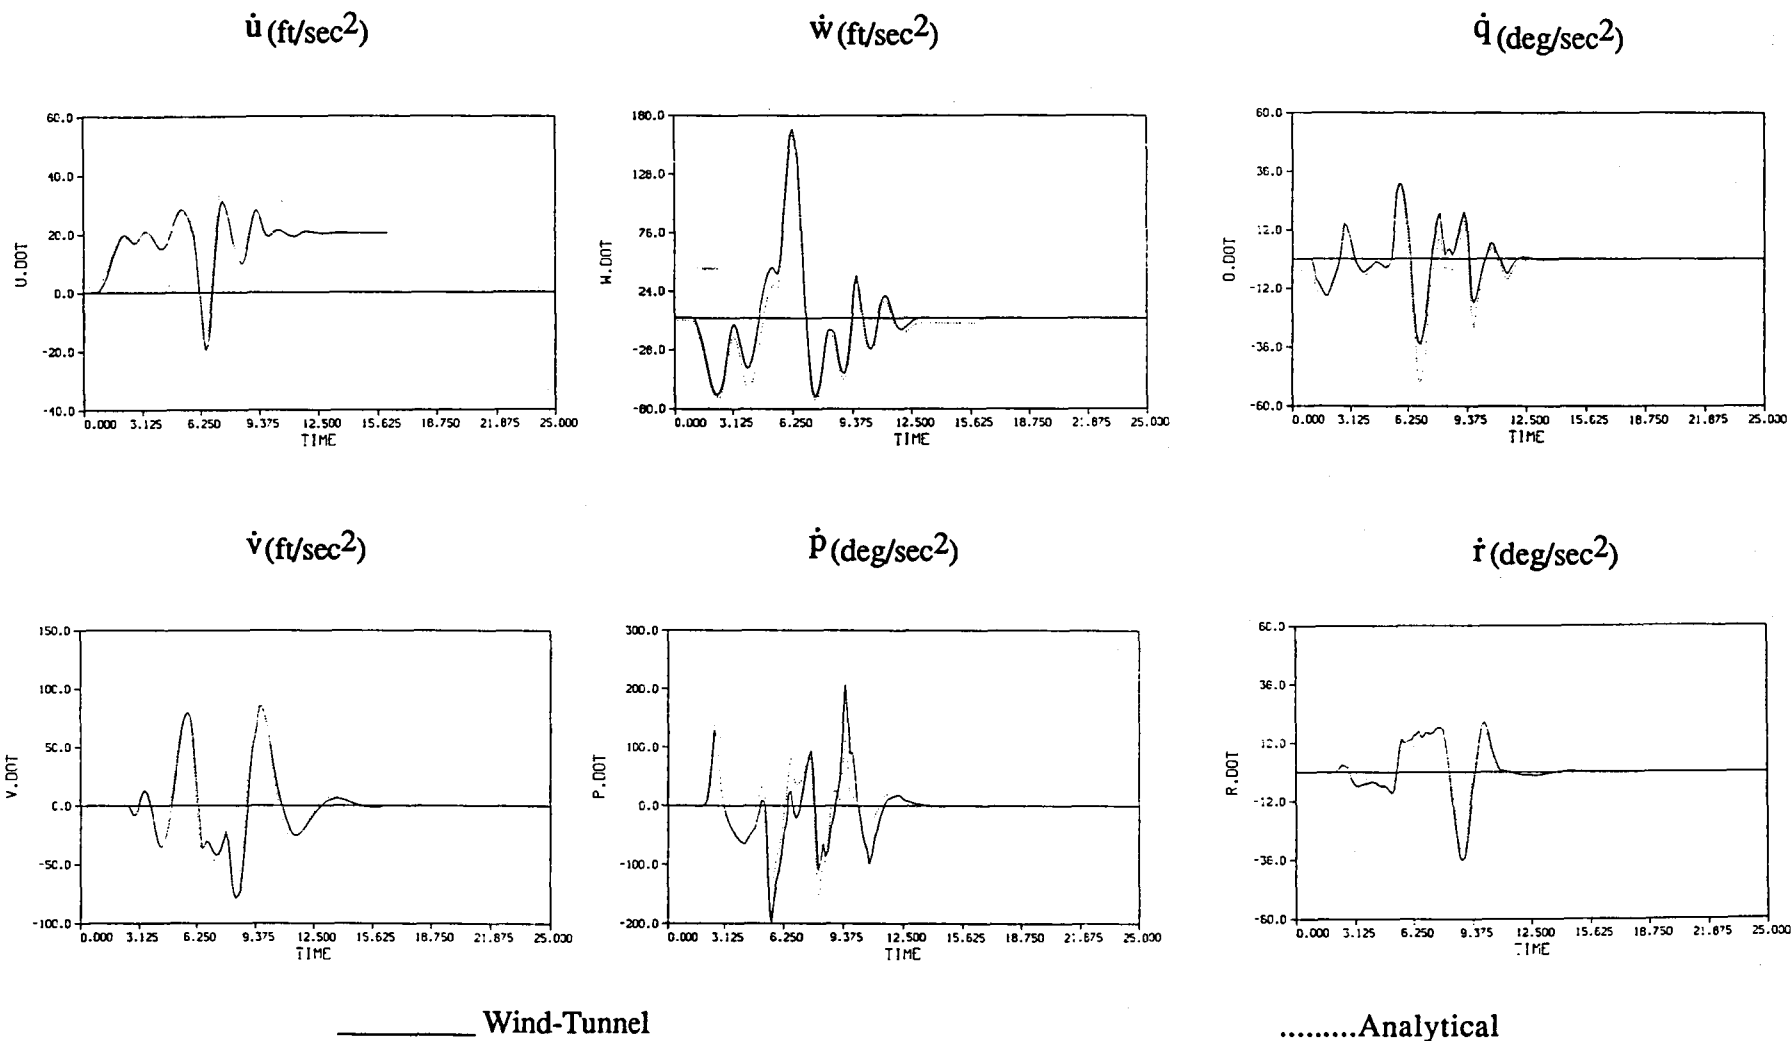 u̇ (ft/sec2)
ẇ (ft/sec2)
q̇ (deg/sec2)
60.0
40.0
20.0
0.0
-20.0
-40.0
U.DOT
0.000 3.125 6.250 9.375 12.500 15.625 18.750 21.875 25.000
TIME
180.0
128.0
76.0
24.0
-28.0
-80.0
W.DOT
0.000 3.125 6.250 9.375 12.500 15.625 18.750 21.875 25.000
TIME
60.0
36.0
12.0
-12.0
-36.0
-60.0
Q.DOT
0.000 3.125 6.250 9.375 12.500 15.625 18.750 21.875 25.000
TIME
v̇ (ft/sec2)
ṗ (deg/sec2)
ṙ (deg/sec2)
150.0
100.0
50.0
0.0
-50.0
-100.0
V.DOT
0.000 3.125 6.250 9.375 12.500 15.625 18.750 21.875 25.000
TIME
300.0
200.0
100.0
0.0
-100.0
-200.0
P.DOT
0.000 3.125 6.250 9.375 12.500 15.625 18.750 21.875 25.000
TIME
60.0
36.0
12.0
-12.0
-36.0
-60.0
R.DOT
0.000 3.125 6.250 9.375 12.500 15.625 18.750 21.875 25.000
TIME
Wind-Tunnel
.........Analytical